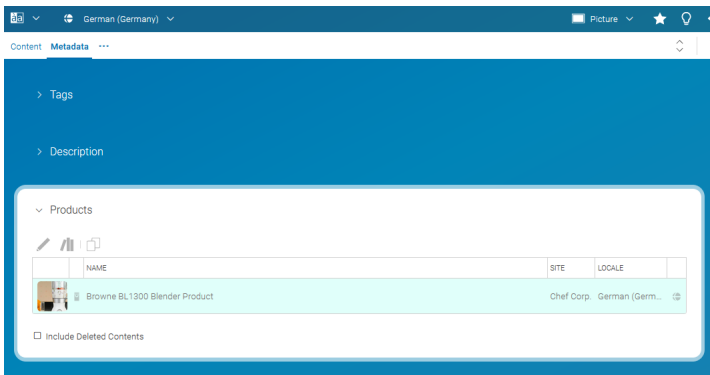 German (Germany)
Picture
Content Metadata ···
Tags
Description
Products
NAME SITE LOCALE
Browne BL1300 Blender Product Chef Corp. German (Germ...
Include Deleted Contents